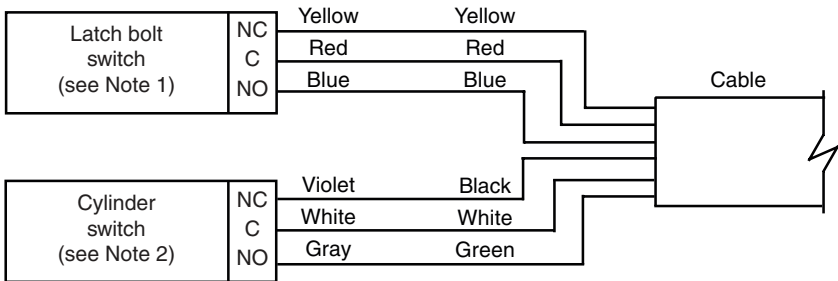 Latch bolt
switch
(see Note 1)
NC
C
NO
Yellow Yellow
Red Red
Blue Blue
Cable
Cylinder
switch
(see Note 2)
NC
C
NO
Violet Black
White White
Gray Green